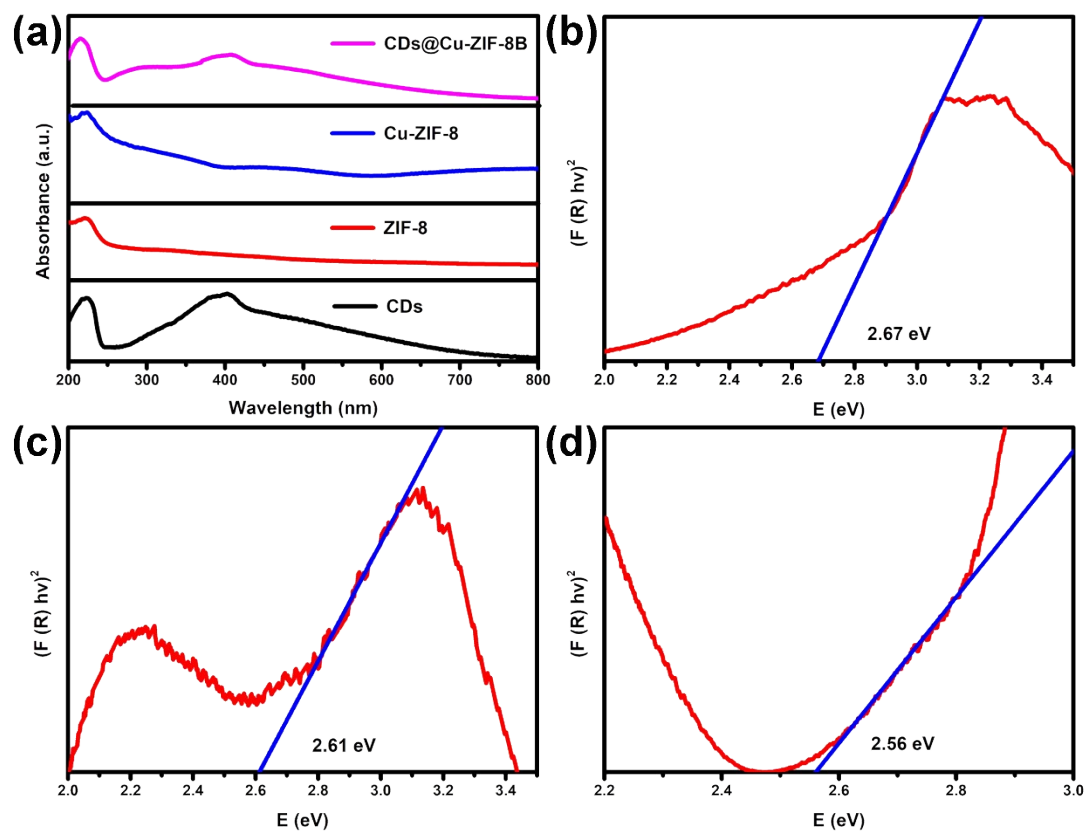 (a)
CDs@Cu-ZIF-8B
Cu-ZIF-8
ZIF-8
CDs
Absorbance (a.u.)
200 300 400 500 600 700 800
Wavelength (nm)
(b)
(F (R) hv)²
2.67 eV
2.0 2.2 2.4 2.6 2.8 3.0 3.2 3.4
E (eV)
(c)
(F (R) hv)²
2.61 eV
2.0 2.2 2.4 2.6 2.8 3.0 3.2 3.4
E (eV)
(d)
(F (R) hv)²
2.56 eV
2.2 2.4 2.6 2.8 3.0
E (eV)